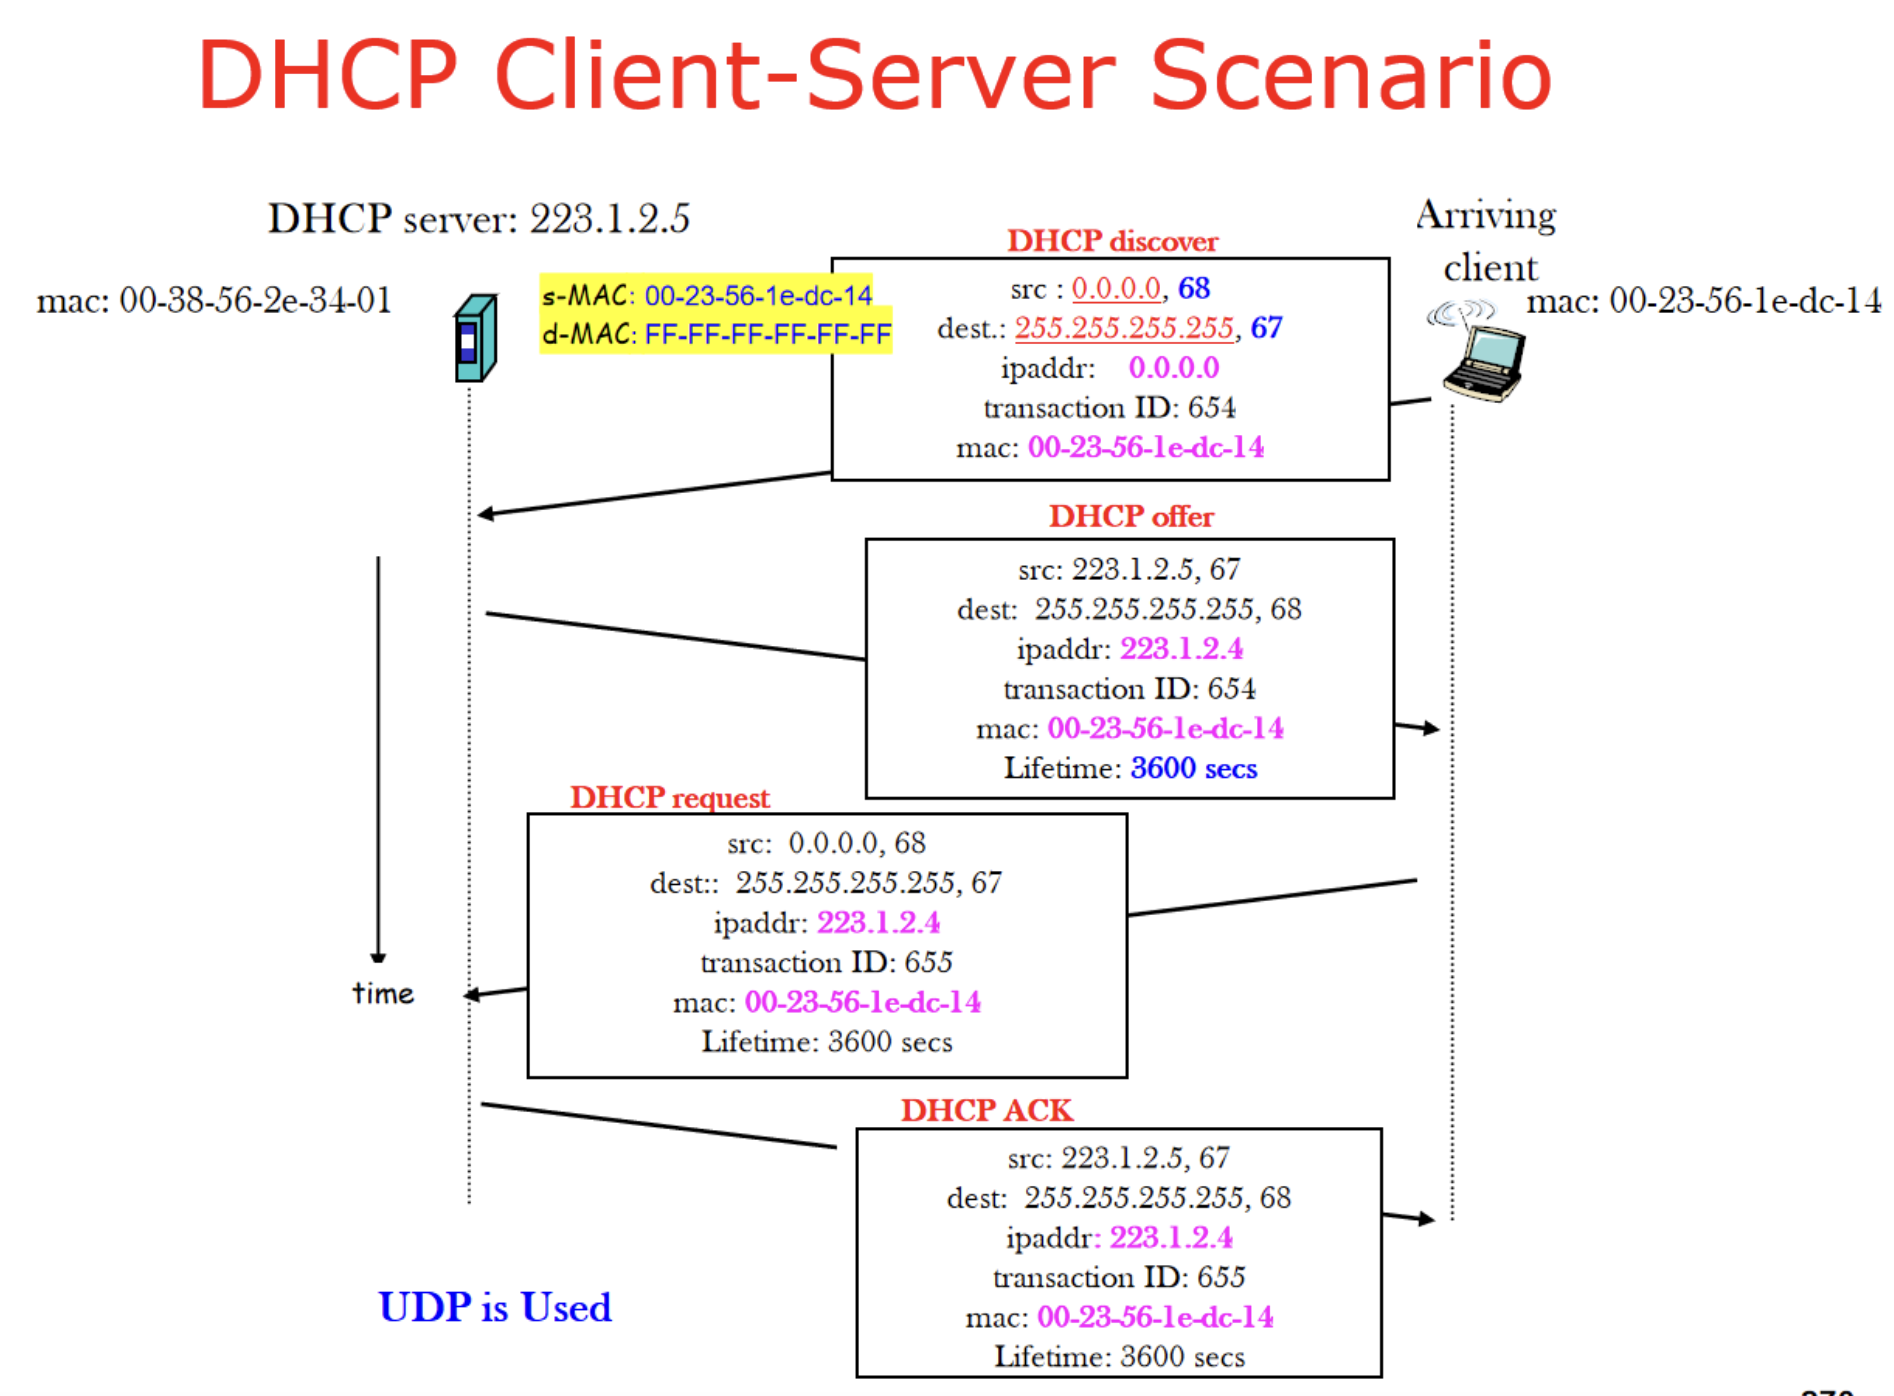 DHCP Client-Server Scenario
DHCP server: 223.1.2.5
mac: 00-38-56-2e-34-01
Arriving
client
mac: 00-23-56-1e-dc-14
s-MAC: 00-23-56-1e-dc-14
d-MAC: FF-FF-FF-FF-FF-FF
DHCP discover
src : 0.0.0.0, 68
dest.: 255.255.255.255, 67
ipaddr: 0.0.0.0
transaction ID: 654
mac: 00-23-56-1e-dc-14
DHCP offer
src: 223.1.2.5, 67
dest: 255.255.255.255, 68
ipaddr: 223.1.2.4
transaction ID: 654
mac: 00-23-56-1e-dc-14
Lifetime: 3600 secs
DHCP request
src: 0.0.0.0, 68
dest:: 255.255.255.255, 67
ipaddr: 223.1.2.4
transaction ID: 655
mac: 00-23-56-1e-dc-14
Lifetime: 3600 secs
time
DHCP ACK
src: 223.1.2.5, 67
dest: 255.255.255.255, 68
ipaddr: 223.1.2.4
transaction ID: 655
mac: 00-23-56-1e-dc-14
Lifetime: 3600 secs
UDP is Used